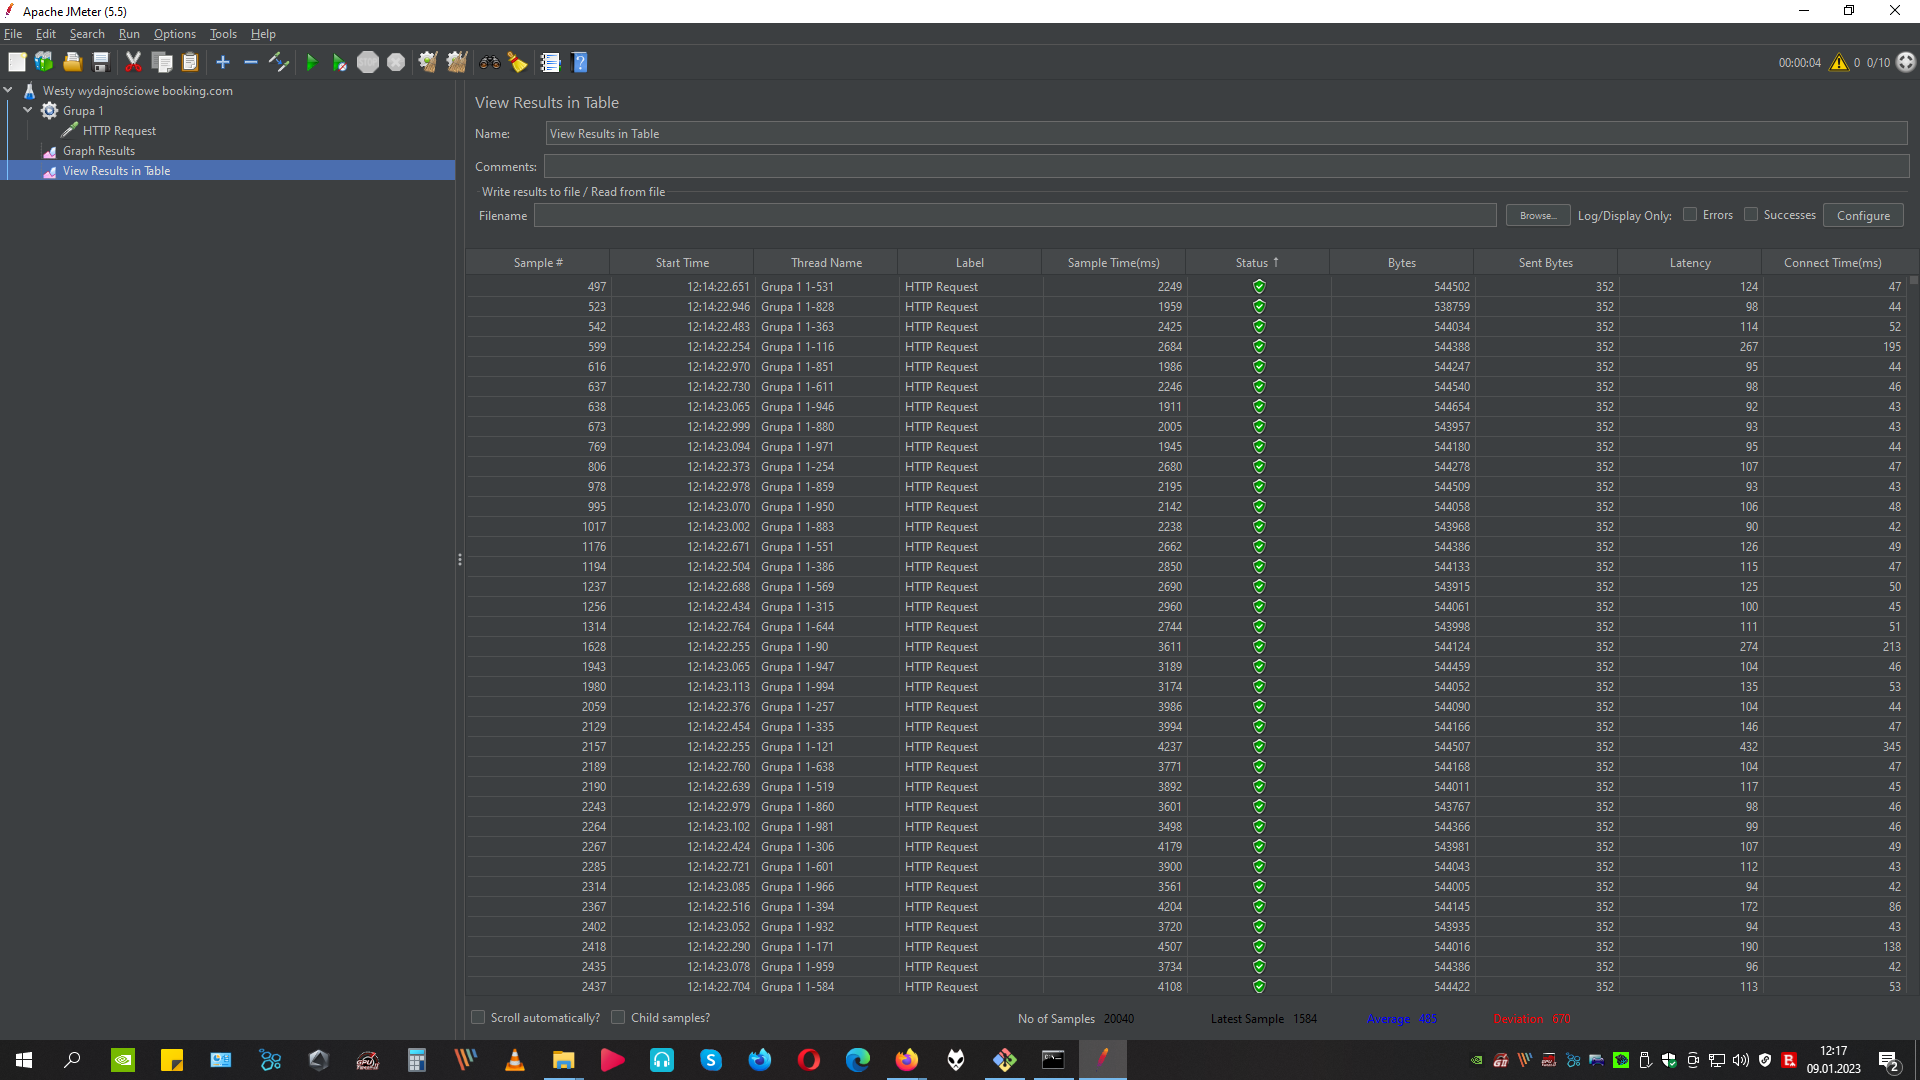 Apache JMeter (5.5)
File Edit Search Run Options Tools Help
00:00:04 0 0/10
Westy wydajnościowe booking.com
Grupa 1
HTTP Request
Graph Results
View Results in Table
View Results in Table
Name: View Results in Table
Comments:
Write results to file / Read from file
Filename Browse... Log/Display Only: Errors Successes Configure
Sample # Start Time Thread Name Label Sample Time(ms) Status ↑ Bytes Sent Bytes Latency Connect Time(ms)
497 12:14:22.651 Grupa 1 1-531 HTTP Request 2249 544502 352 124 47
523 12:14:22.946 Grupa 1 1-828 HTTP Request 1959 538759 352 98 44
542 12:14:22.483 Grupa 1 1-363 HTTP Request 2425 544034 352 114 52
599 12:14:22.254 Grupa 1 1-116 HTTP Request 2684 544388 352 267 195
616 12:14:22.970 Grupa 1 1-851 HTTP Request 1986 544247 352 95 44
637 12:14:22.730 Grupa 1 1-611 HTTP Request 2246 544540 352 98 46
638 12:14:23.065 Grupa 1 1-946 HTTP Request 1911 544654 352 92 43
673 12:14:22.999 Grupa 1 1-880 HTTP Request 2005 543957 352 93 43
769 12:14:23.094 Grupa 1 1-971 HTTP Request 1945 544180 352 95 44
806 12:14:22.373 Grupa 1 1-254 HTTP Request 2680 544278 352 107 47
978 12:14:22.978 Grupa 1 1-859 HTTP Request 2195 544509 352 93 43
995 12:14:23.070 Grupa 1 1-950 HTTP Request 2142 544058 352 106 48
1017 12:14:23.002 Grupa 1 1-883 HTTP Request 2238 543968 352 90 42
1176 12:14:22.671 Grupa 1 1-551 HTTP Request 2662 544386 352 126 49
1194 12:14:22.504 Grupa 1 1-386 HTTP Request 2850 544133 352 115 47
1237 12:14:22.688 Grupa 1 1-569 HTTP Request 2690 543915 352 125 50
1256 12:14:22.434 Grupa 1 1-315 HTTP Request 2960 544061 352 100 45
1314 12:14:22.764 Grupa 1 1-644 HTTP Request 2744 543998 352 111 51
1628 12:14:22.255 Grupa 1 1-90 HTTP Request 3611 544124 352 274 213
1943 12:14:23.065 Grupa 1 1-947 HTTP Request 3189 544459 352 104 46
1980 12:14:23.113 Grupa 1 1-994 HTTP Request 3174 544052 352 135 53
2059 12:14:22.376 Grupa 1 1-257 HTTP Request 3986 544090 352 104 44
2129 12:14:22.454 Grupa 1 1-335 HTTP Request 3994 544166 352 146 47
2157 12:14:22.255 Grupa 1 1-121 HTTP Request 4237 544507 352 432 345
2189 12:14:22.760 Grupa 1 1-638 HTTP Request 3771 544168 352 104 47
2190 12:14:22.639 Grupa 1 1-519 HTTP Request 3892 544011 352 117 45
2243 12:14:22.979 Grupa 1 1-860 HTTP Request 3601 543767 352 98 46
2264 12:14:23.102 Grupa 1 1-981 HTTP Request 3498 544366 352 99 46
2267 12:14:22.424 Grupa 1 1-306 HTTP Request 4179 543981 352 107 49
2285 12:14:22.721 Grupa 1 1-601 HTTP Request 3900 544043 352 112 43
2314 12:14:23.085 Grupa 1 1-966 HTTP Request 3561 544005 352 94 42
2367 12:14:22.516 Grupa 1 1-394 HTTP Request 4204 544145 352 172 86
2402 12:14:23.052 Grupa 1 1-932 HTTP Request 3720 543935 352 94 43
2418 12:14:22.290 Grupa 1 1-171 HTTP Request 4507 544016 352 190 138
2435 12:14:23.078 Grupa 1 1-959 HTTP Request 3734 544386 352 96 42
2437 12:14:22.704 Grupa 1 1-584 HTTP Request 4108 544422 352 113 53
Scroll automatically? Child samples? No of Samples 20040 Latest Sample 1584 Average 485 Deviation 670
12:17
09.01.2023
2